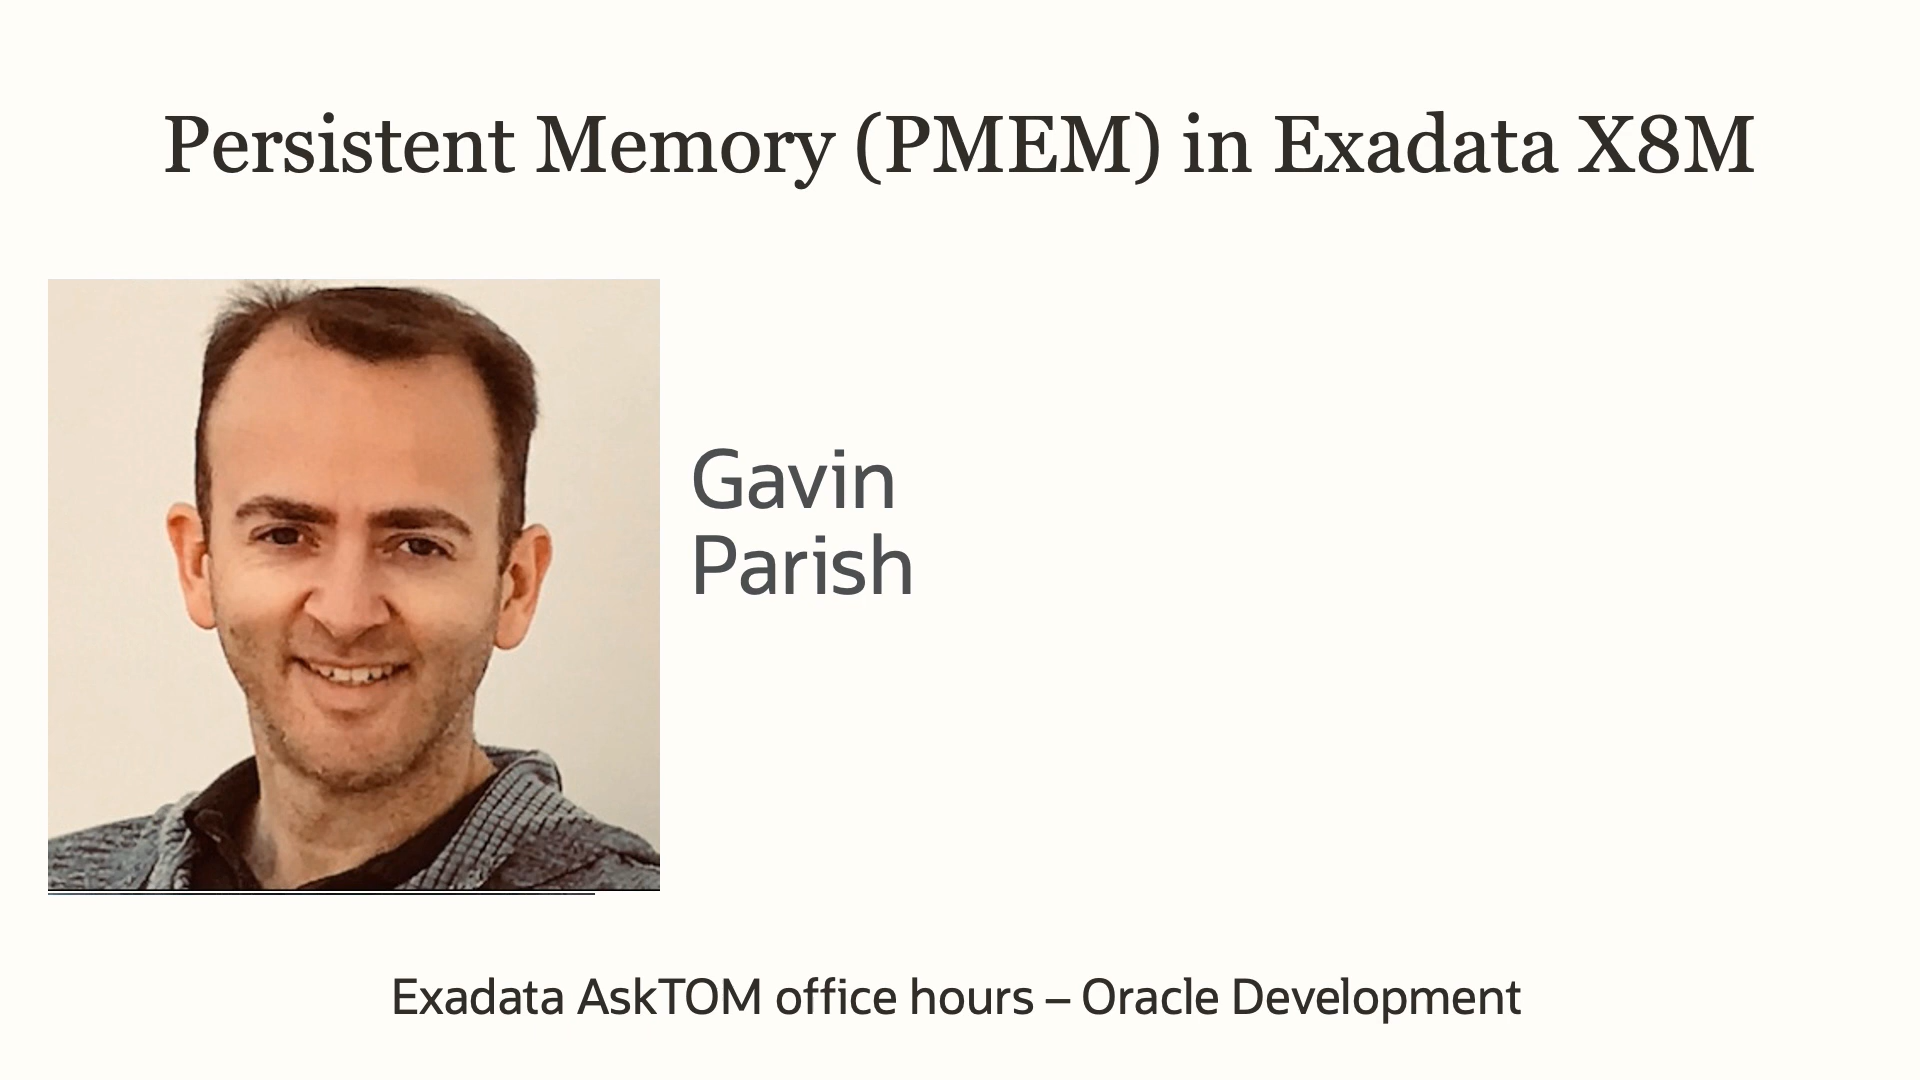 Persistent Memory (PMEM) in Exadata X8M
Gavin
Parish
Exadata AskTOM office hours – Oracle Development